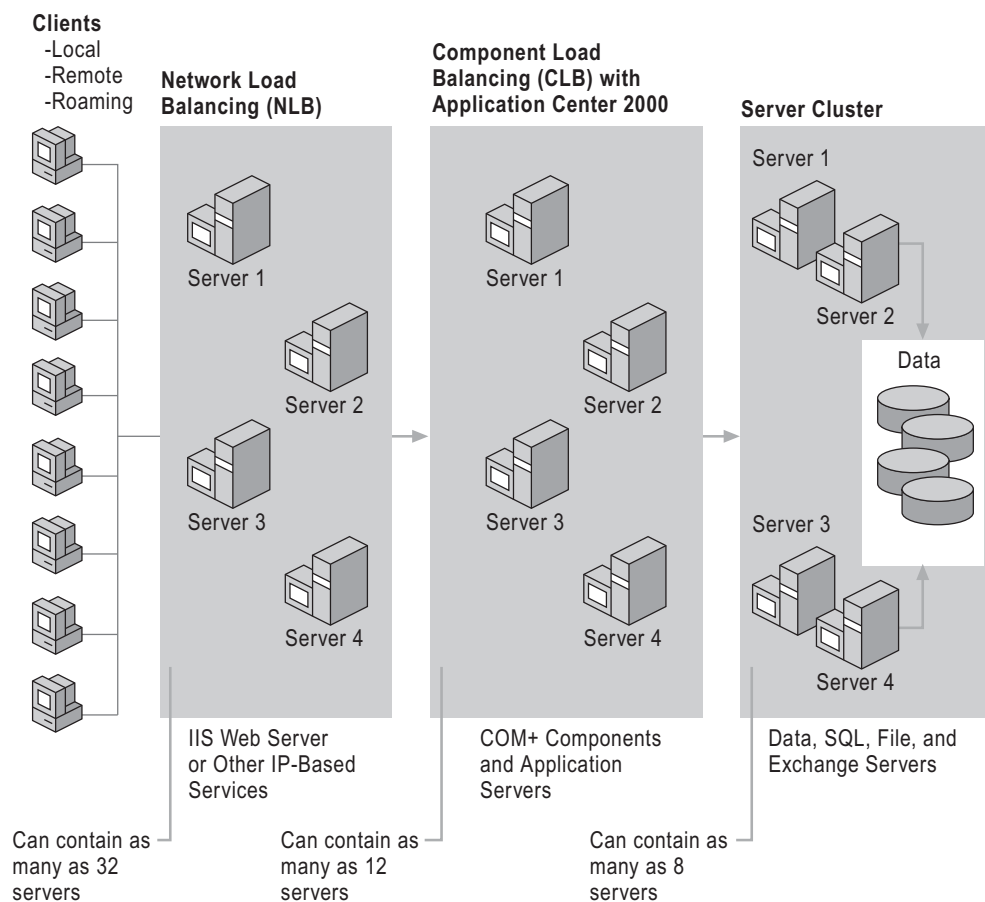 Clients
-Local
-Remote
-Roaming
Network Load
Balancing (NLB)
Component Load
Balancing (CLB) with
Application Center 2000
Server Cluster
Server 1
Server 2
Server 3
Server 4
Server 1
Server 2
Server 3
Server 4
Server 1
Server 2
Data
Server 3
Server 4
IIS Web Server
or Other IP-Based
Services
COM+ Components
and Application
Servers
Data, SQL, File, and
Exchange Servers
Can contain as
many as 32
servers
Can contain as
many as 12
servers
Can contain as
many as 8
servers